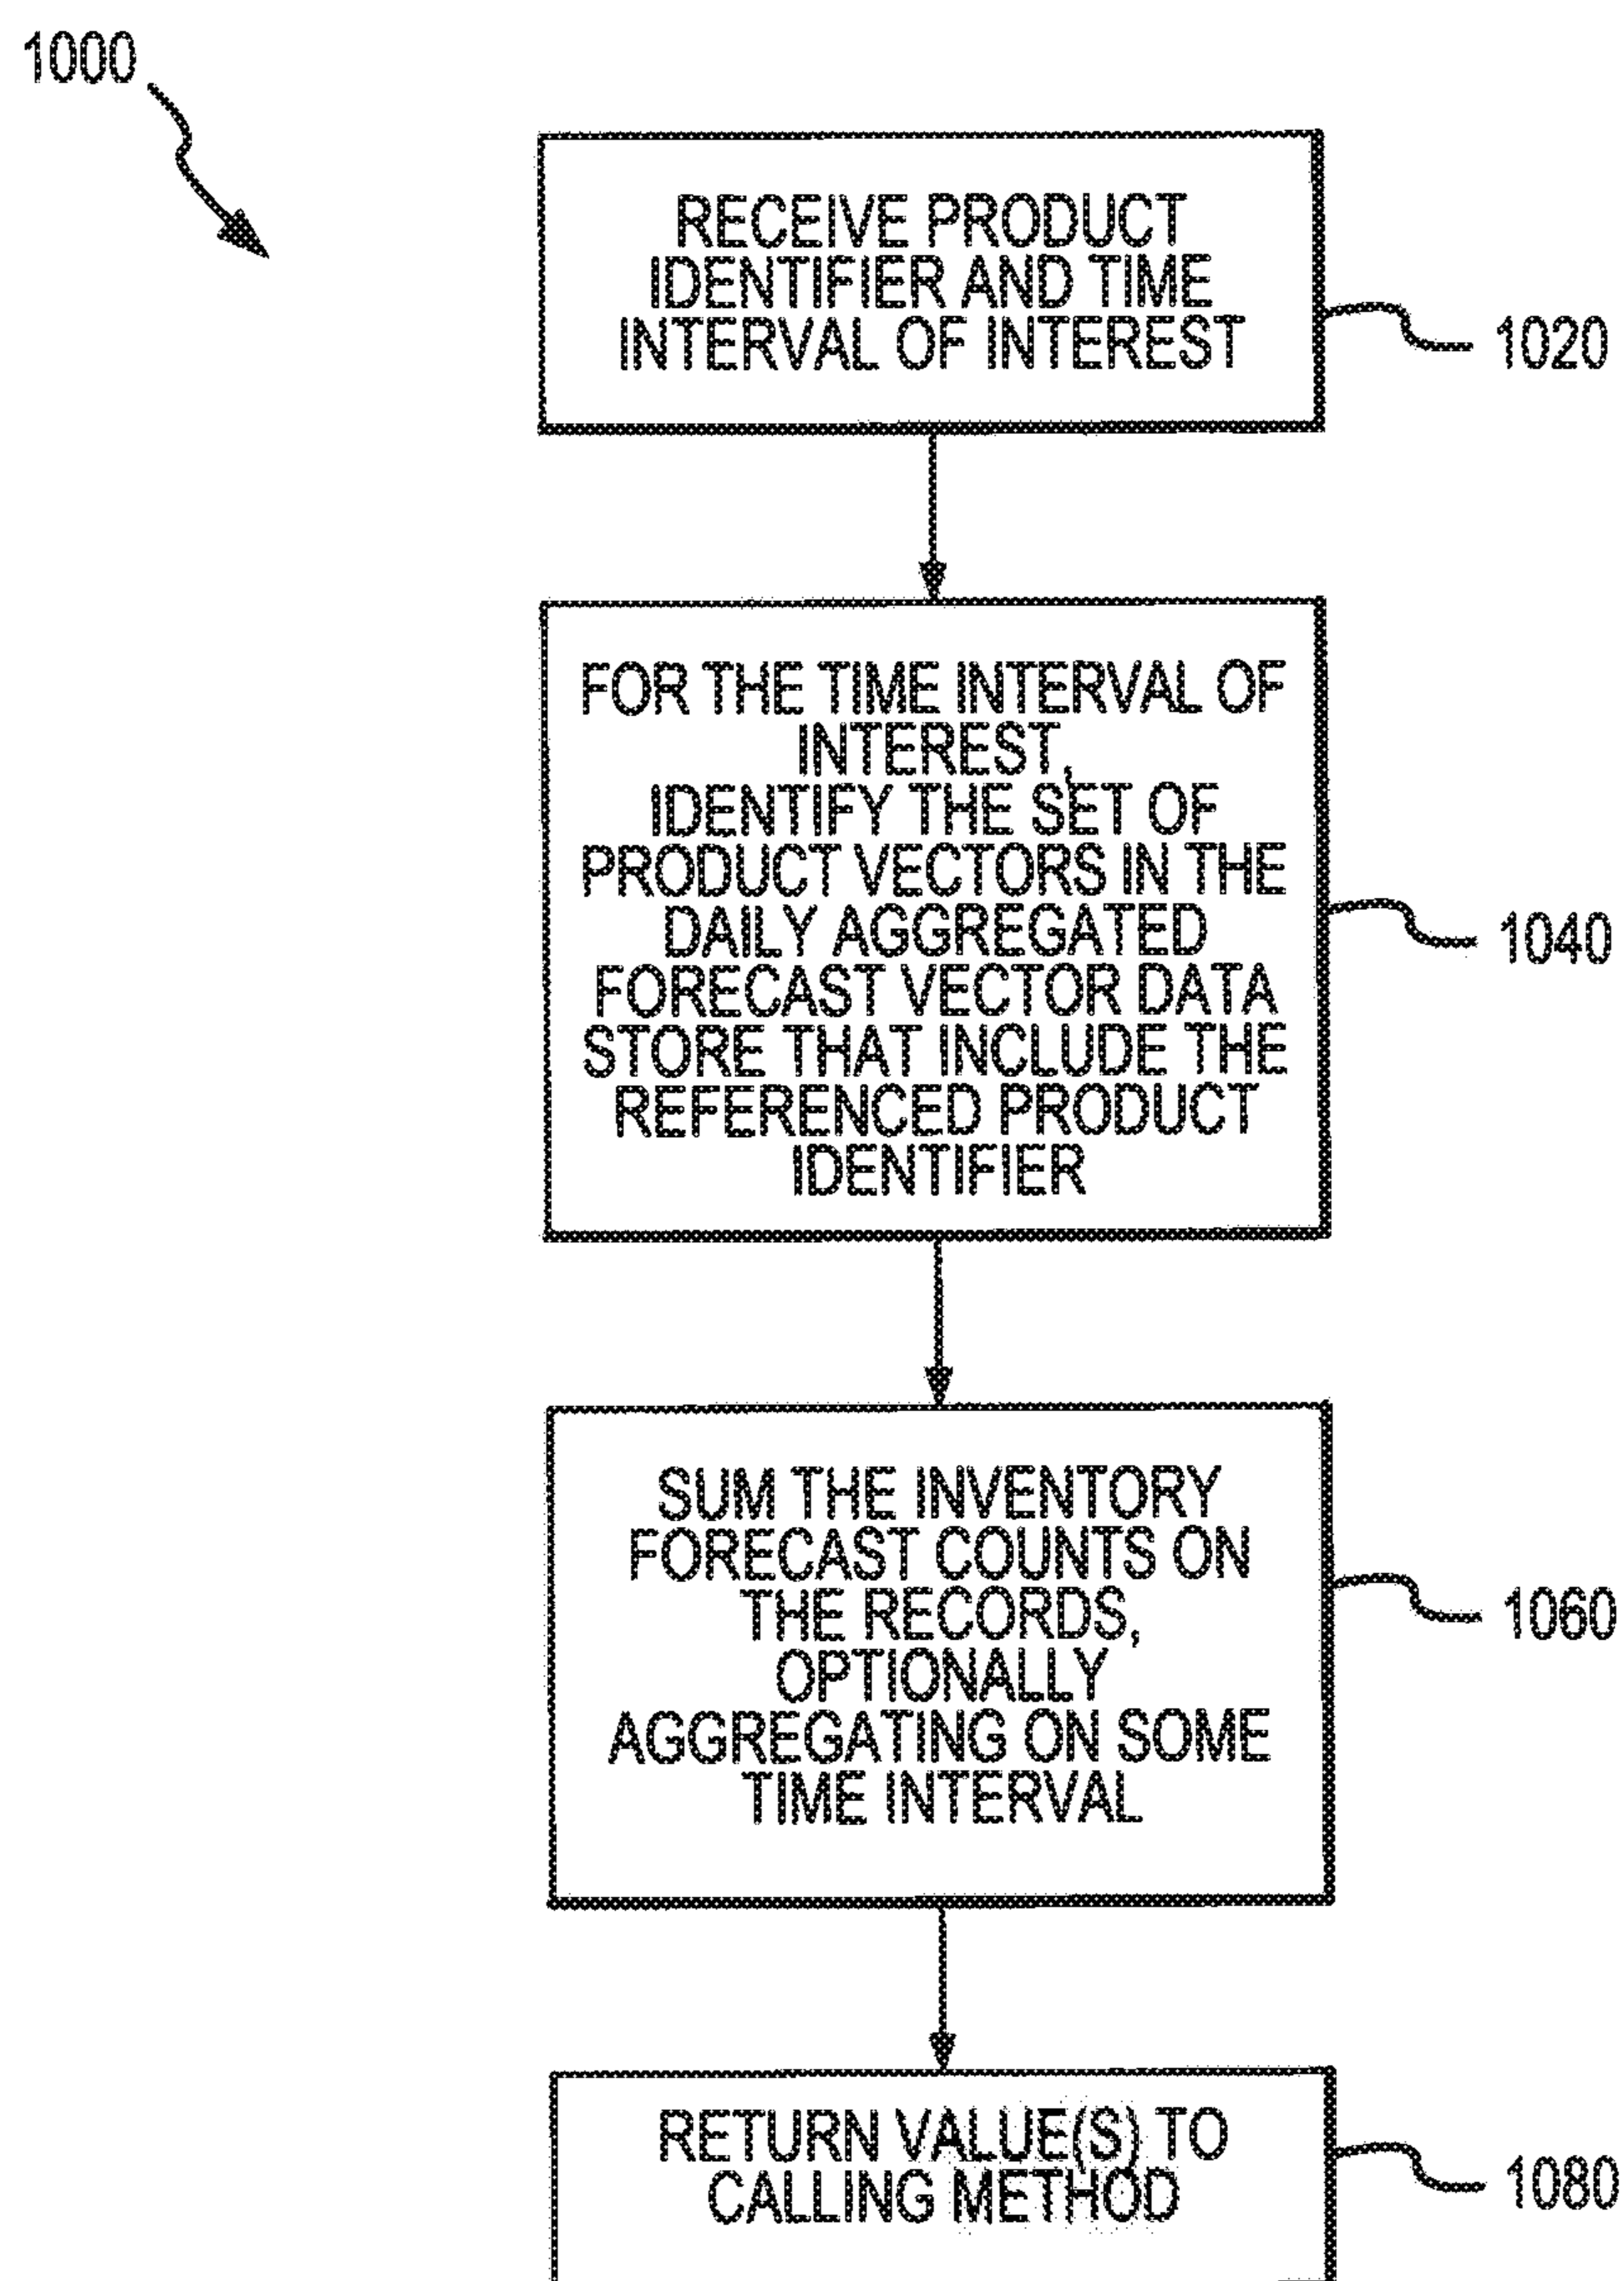 1000
RECEIVE PRODUCT
IDENTIFIER AND TIME
INTERVAL OF INTEREST
1020
FOR THE TIME INTERVAL OF
INTEREST,
IDENTIFY THE SET OF
PRODUCT VECTORS IN THE
DAILY AGGREGATED
FORECAST VECTOR DATA
STORE THAT INCLUDE THE
REFERENCED PRODUCT
IDENTIFIER
1040
SUM THE INVENTORY
FORECAST COUNTS ON
THE RECORDS,
OPTIONALLY
AGGREGATING ON SOME
TIME INTERVAL
1060
RETURN VALUE(S) TO
CALLING METHOD
1080